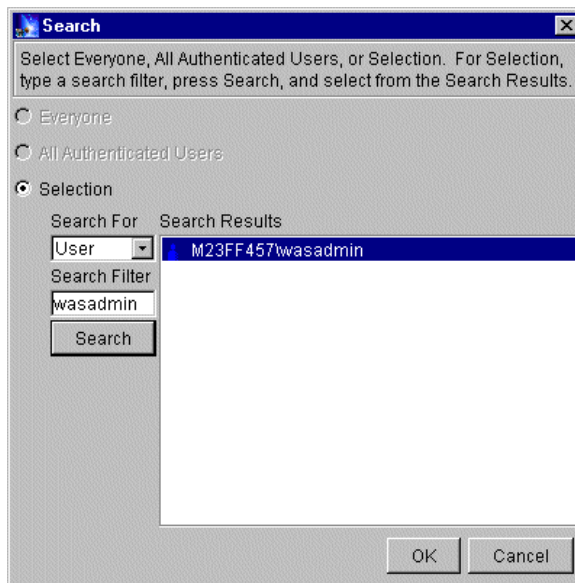 Search
Select Everyone, All Authenticated Users, or Selection. For Selection,
type a search filter, press Search, and select from the Search Results.
Everyone
All Authenticated Users
Selection
Search For Search Results
User M23FF457\wasadmin
Search Filter
wasadmin
Search
OK Cancel